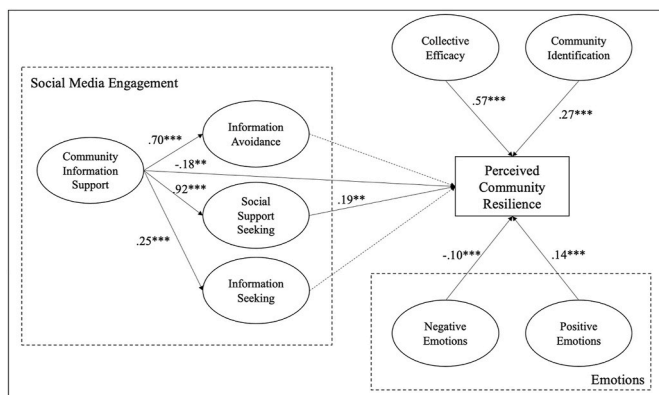 Collective
Efficacy
Community
Identification
Social Media Engagement
.57***
.27***
.70***
Information
Avoidance
Community
Information
Support
-.18**
.92***
Perceived
Community
Resilience
Social
Support
Seeking
.19**
.25***
Information
Seeking
-.10***
.14***
Negative
Emotions
Positive
Emotions
Emotions